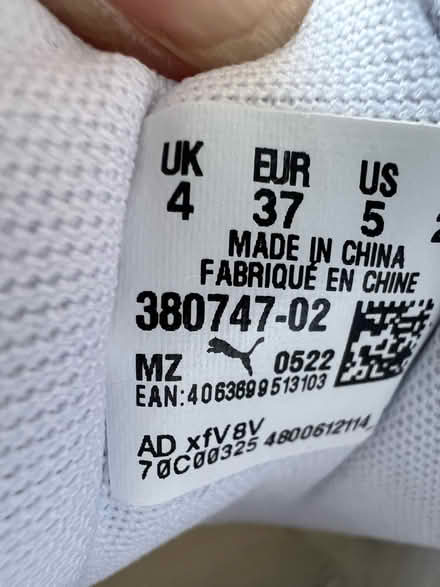 UK EUR US
4 37 5 2
MADE IN CHINA
FABRIQUÉ EN CHINE
380747-02
MZ 0522
EAN:4063699513103
AD xfV8V
70C00325 4800612114